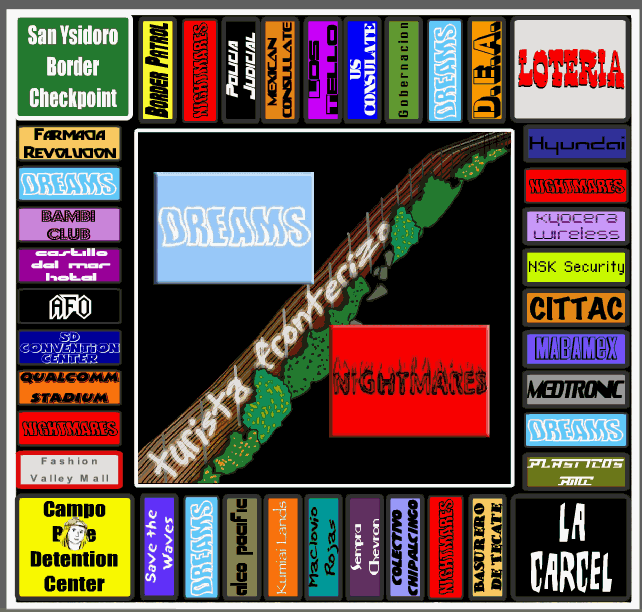 San Ysidoro
Border
Checkpoint
Border Patrol
NIGHTMARES
Policia
Judicial
MEXICAN
CONSULATE
LOS
TELLO
US
CONSULATE
Gobernacion
DREAMS
D.E.A.
LOTERIA
FARMACIA
REVOLUCION
DREAMS
BAMBI
CLUB
castillo
del mar
hotel
AFO
SD
CONVENTION
CENTER
QUALCOMM
STADIUM
NIGHTMARES
Fashion
Valley Mall
DREAMS
turista fronterizo
NIGHTMARES
Hyundai
NIGHTMARES
kyocera
wireless
NSK Security
CITTAC
MABAMEX
MEDTRONIC
DREAMS
PLASTICOS
Campo
Detention
Center
Save the
Waves
DREAMS
alco pacific
Kumiai Lands
Maclovio
Rojas
Sempra
Chevron
COLECTIVO
CHILPALCINGO
NIGHTMARES
BASURERO
DE TECATE
LA
CARCEL